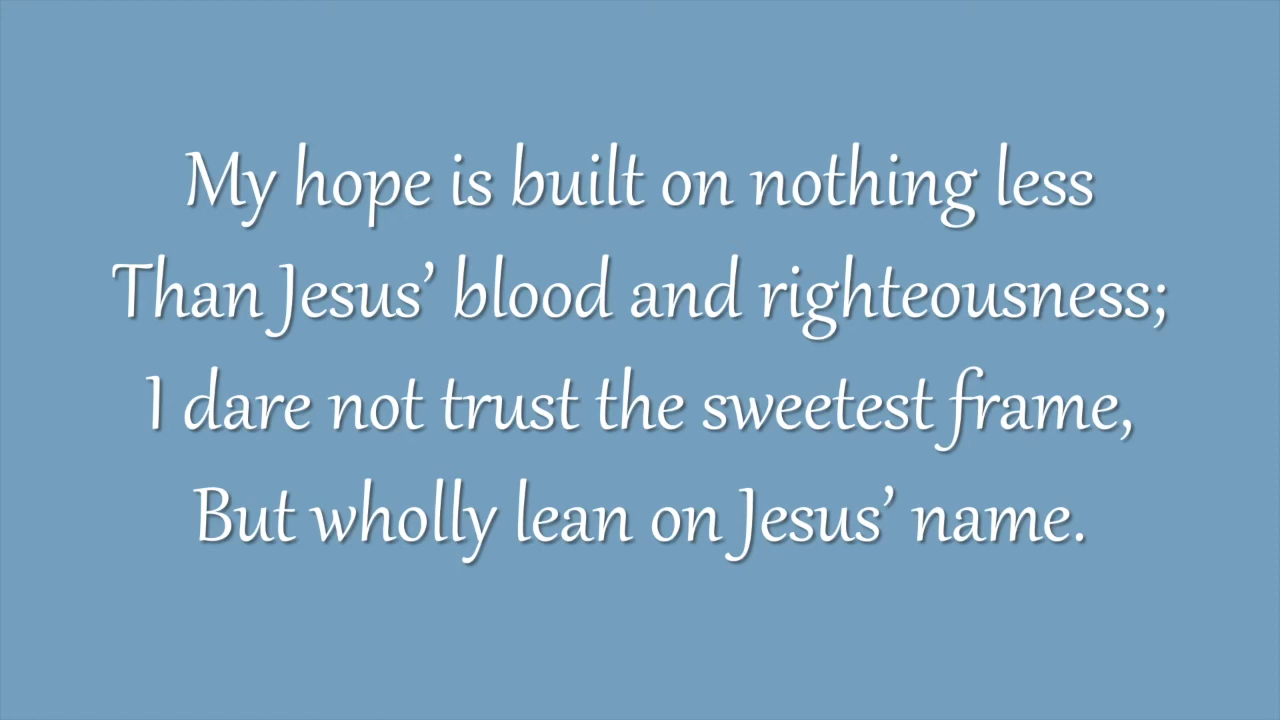 My hope is built on nothing less
Than Jesus’ blood and righteousness;
I dare not trust the sweetest frame,
But wholly lean on Jesus’ name.